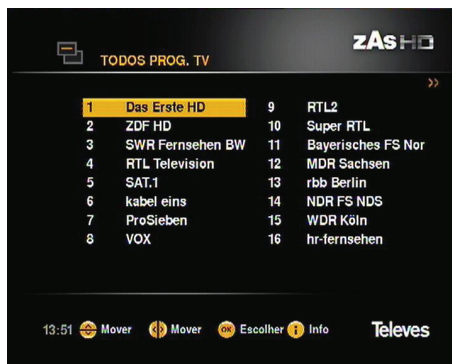 zAs HD
TODOS PROG. TV
»
1 Das Erste HD
2 ZDF HD
3 SWR Fernsehen BW
4 RTL Television
5 SAT.1
6 kabel eins
7 ProSieben
8 VOX
9 RTL2
10 Super RTL
11 Bayerisches FS Nor
12 MDR Sachsen
13 rbb Berlin
14 NDR FS NDS
15 WDR Köln
16 hr-fernsehen
13:51 Mover Mover OK Escolher i Info Televes